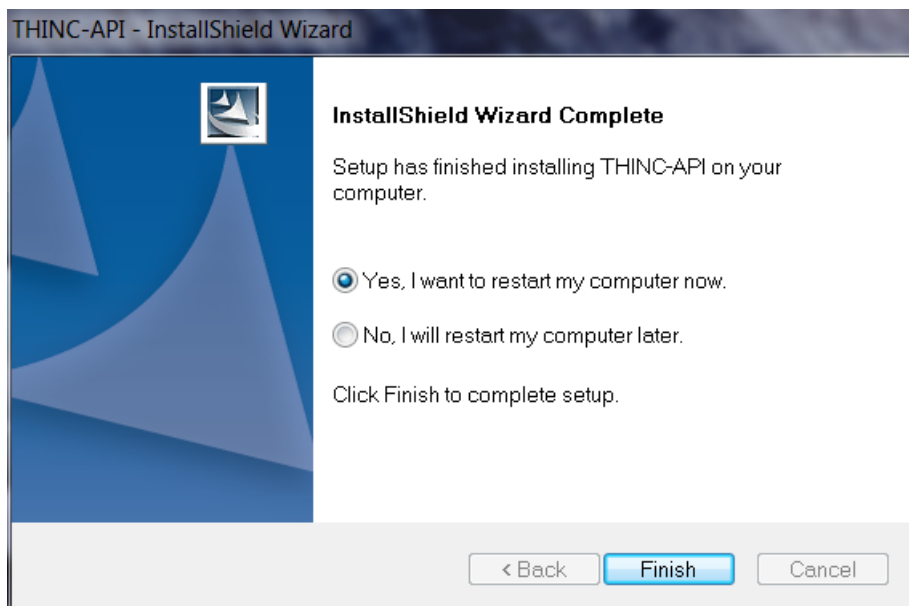 THINC-API - InstallShield Wizard
InstallShield Wizard Complete
Setup has finished installing THINC-API on your
computer.
Yes, I want to restart my computer now.
No, I will restart my computer later.
Click Finish to complete setup.
< Back
Finish
Cancel